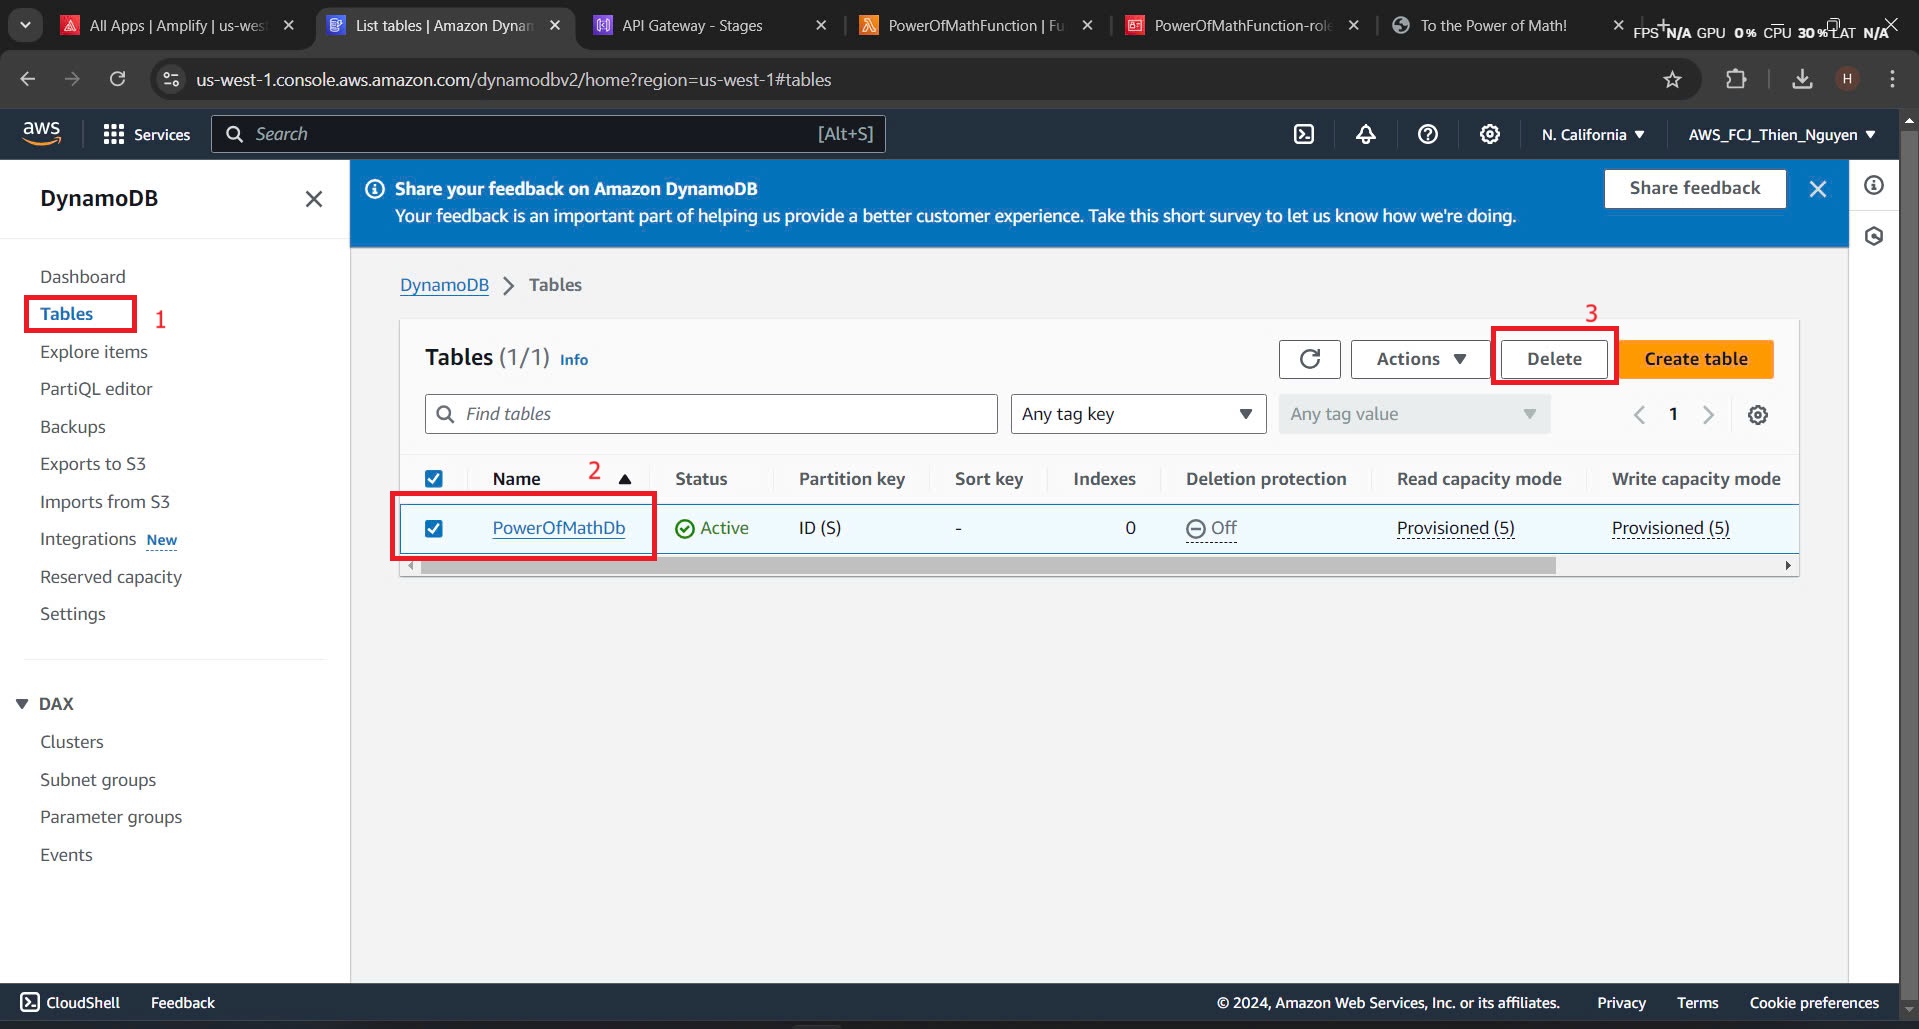 All Apps | Amplify | us-wes
List tables | Amazon Dynan
API Gateway - Stages
PowerOfMathFunction | Fu
PowerOfMathFunction-role
To the Power of Math!
FPS N/A GPU 0% CPU 30% LAT N/A
us-west-1.console.aws.amazon.com/dynamodbv2/home?region=us-west-1#tables
H
aws
Services
Search
[Alt+S]
N. California
AWS_FCJ_Thien_Nguyen
DynamoDB
Dashboard
Tables
1
Explore items
PartiQL editor
Backups
Exports to S3
Imports from S3
Integrations New
Reserved capacity
Settings
DAX
Clusters
Subnet groups
Parameter groups
Events
Share your feedback on Amazon DynamoDB
Your feedback is an important part of helping us provide a better customer experience. Take this short survey to let us know how we're doing.
Share feedback
DynamoDB
Tables
3
Tables (1/1) Info
Actions
Delete
Create table
Find tables
Any tag key
Any tag value
1
Name
2
Status
Partition key
Sort key
Indexes
Deletion protection
Read capacity mode
Write capacity mode
PowerOfMathDb
Active
ID (S)
-
0
Off
Provisioned (5)
Provisioned (5)
CloudShell
Feedback
© 2024, Amazon Web Services, Inc. or its affiliates.
Privacy
Terms
Cookie preferences